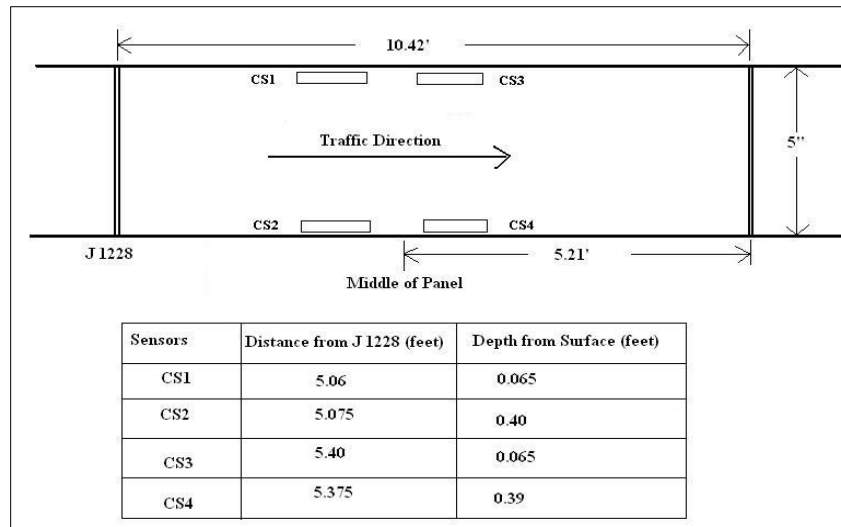 10.42'
CS1
CS3
Traffic Direction
5"
CS2
CS4
J 1228
5.21'
Middle of Panel
Sensors Distance from J 1228 (feet) Depth from Surface (feet)
CS1 5.06 0.065
CS2 5.075 0.40
CS3 5.40 0.065
CS4 5.375 0.39